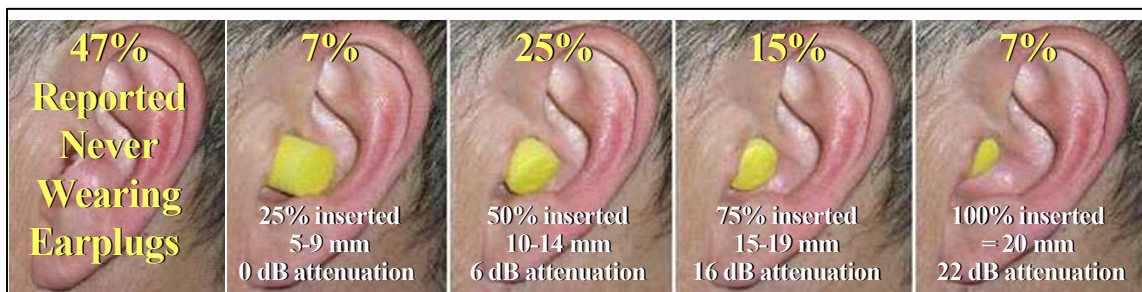 47%
Reported
Never
Wearing
Earplugs
7%
25% inserted
5-9 mm
0 dB attenuation
25%
50% inserted
10-14 mm
6 dB attenuation
15%
75% inserted
15-19 mm
16 dB attenuation
7%
100% inserted
= 20 mm
22 dB attenuation